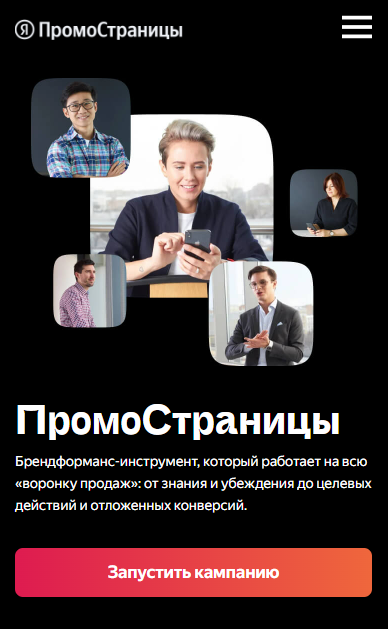 Я ПромоСтраницы
ПромоСтраницы
Брендформанс-инструмент, который работает на всю
«воронку продаж»: от знания и убеждения до целевых
действий и отложенных конверсий.
Запустить кампанию